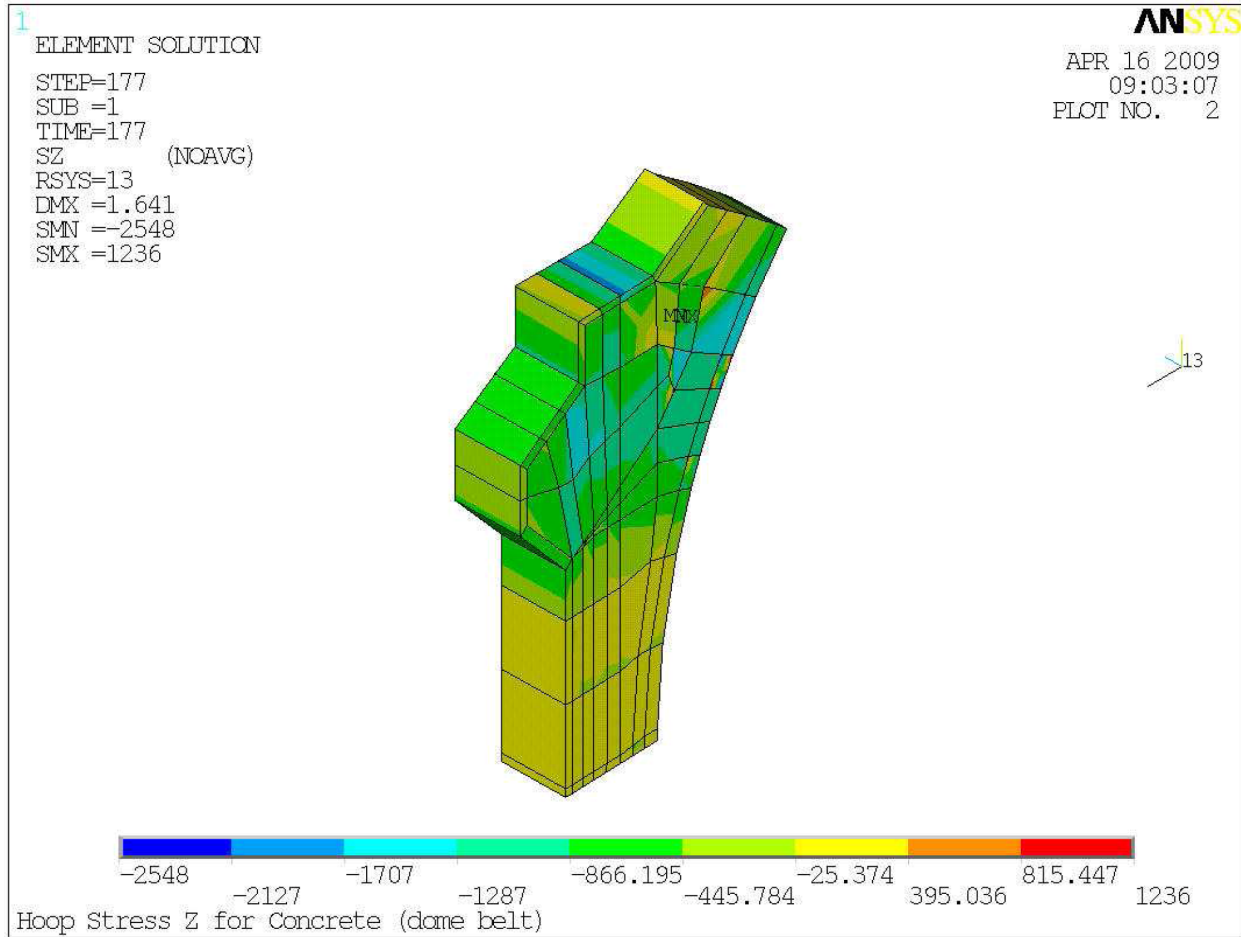 1
ANSYS
ELEMENT SOLUTION
APR 16 2009
09:03:07
PLOT NO. 2
STEP=177
SUB =1
TIME=177
SZ (NOAVG)
RSYS=13
DMX =1.641
SMN =-2548
SMX =1236
13
-2548
-2127
-1707
-1287
-866.195
-445.784
-25.374
395.036
815.447
1236
Hoop Stress Z for Concrete (dome belt)